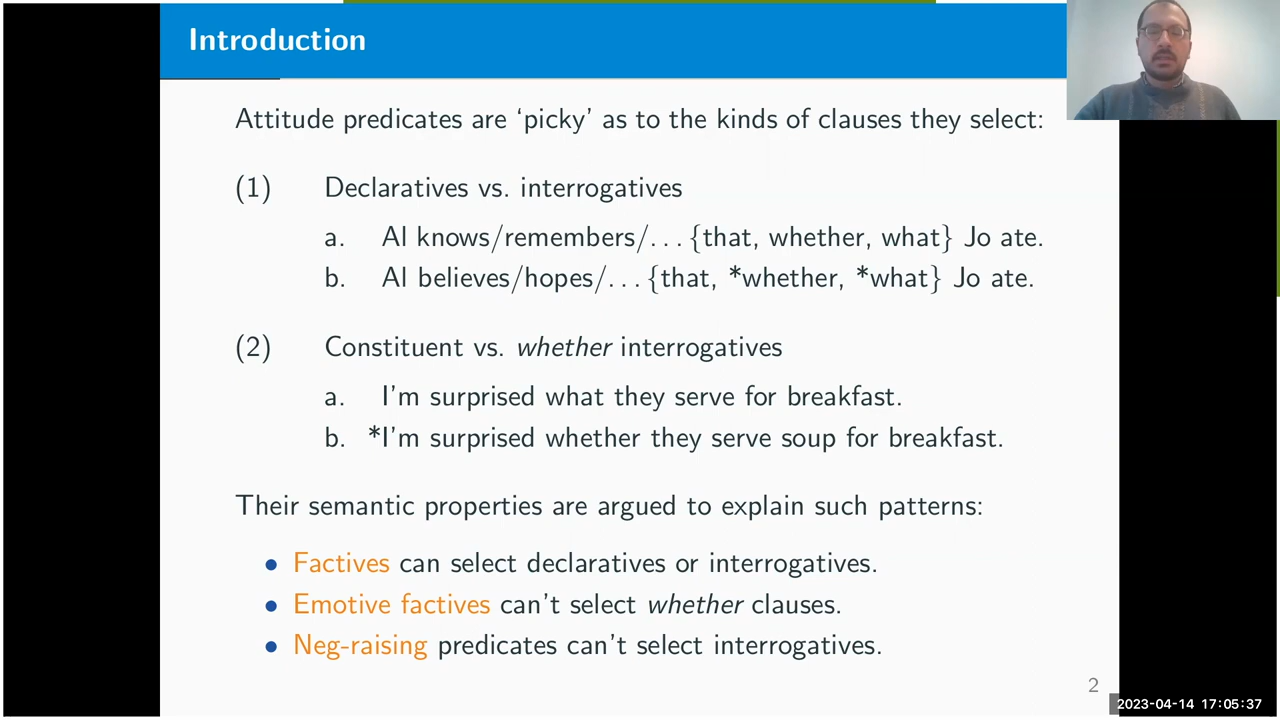 Introduction
Attitude predicates are ‘picky’ as to the kinds of clauses they select:
(1) Declaratives vs. interrogatives
a. Al knows/remembers/. . . {that, whether, what} Jo ate.
b. Al believes/hopes/. . . {that, *whether, *what} Jo ate.
(2) Constituent vs. whether interrogatives
a. I’m surprised what they serve for breakfast.
b. *I’m surprised whether they serve soup for breakfast.
Their semantic properties are argued to explain such patterns:
• Factives can select declaratives or interrogatives.
• Emotive factives can’t select whether clauses.
• Neg-raising predicates can’t select interrogatives.
2
2023-04-14 17:05:37